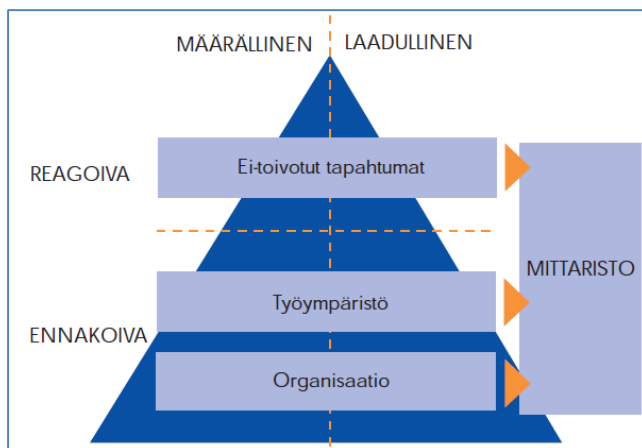 MÄÄRÄLLINEN
LAADULLINEN
REAGOIVA
Ei-toivotut tapahtumat
MITTARISTO
Työympäristö
ENNAKOIVA
Organisaatio